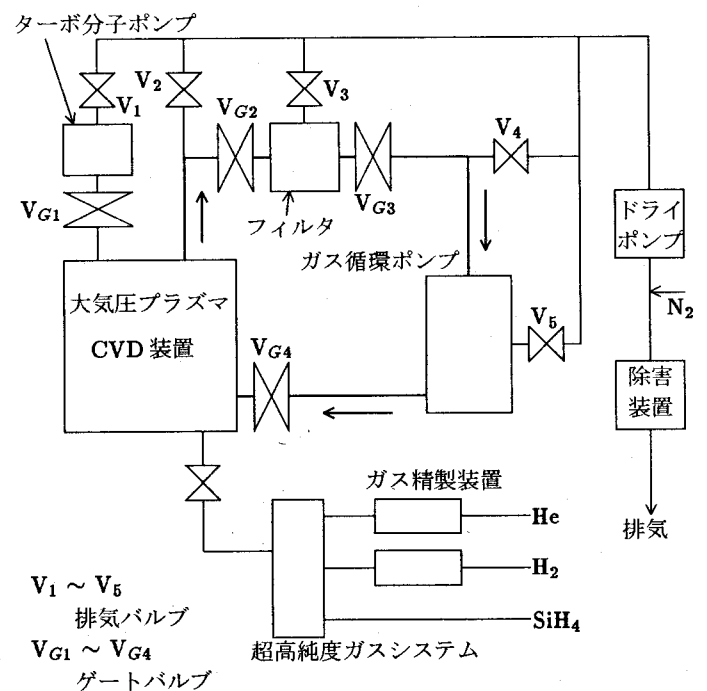 ターボ分子ポンプ
V1
V2
V3
VG2
V4
VG1
VG3
フィルタ
ドライ
ポンプ
ガス循環ポンプ
大気圧プラズマ
CVD 装置
N2
V5
VG4
除害
装置
ガス精製装置
He
排気
H2
V1 ~ V5
排気バルブ
SiH4
VG1 ~ VG4
ゲートバルブ
超高純度ガスシステム